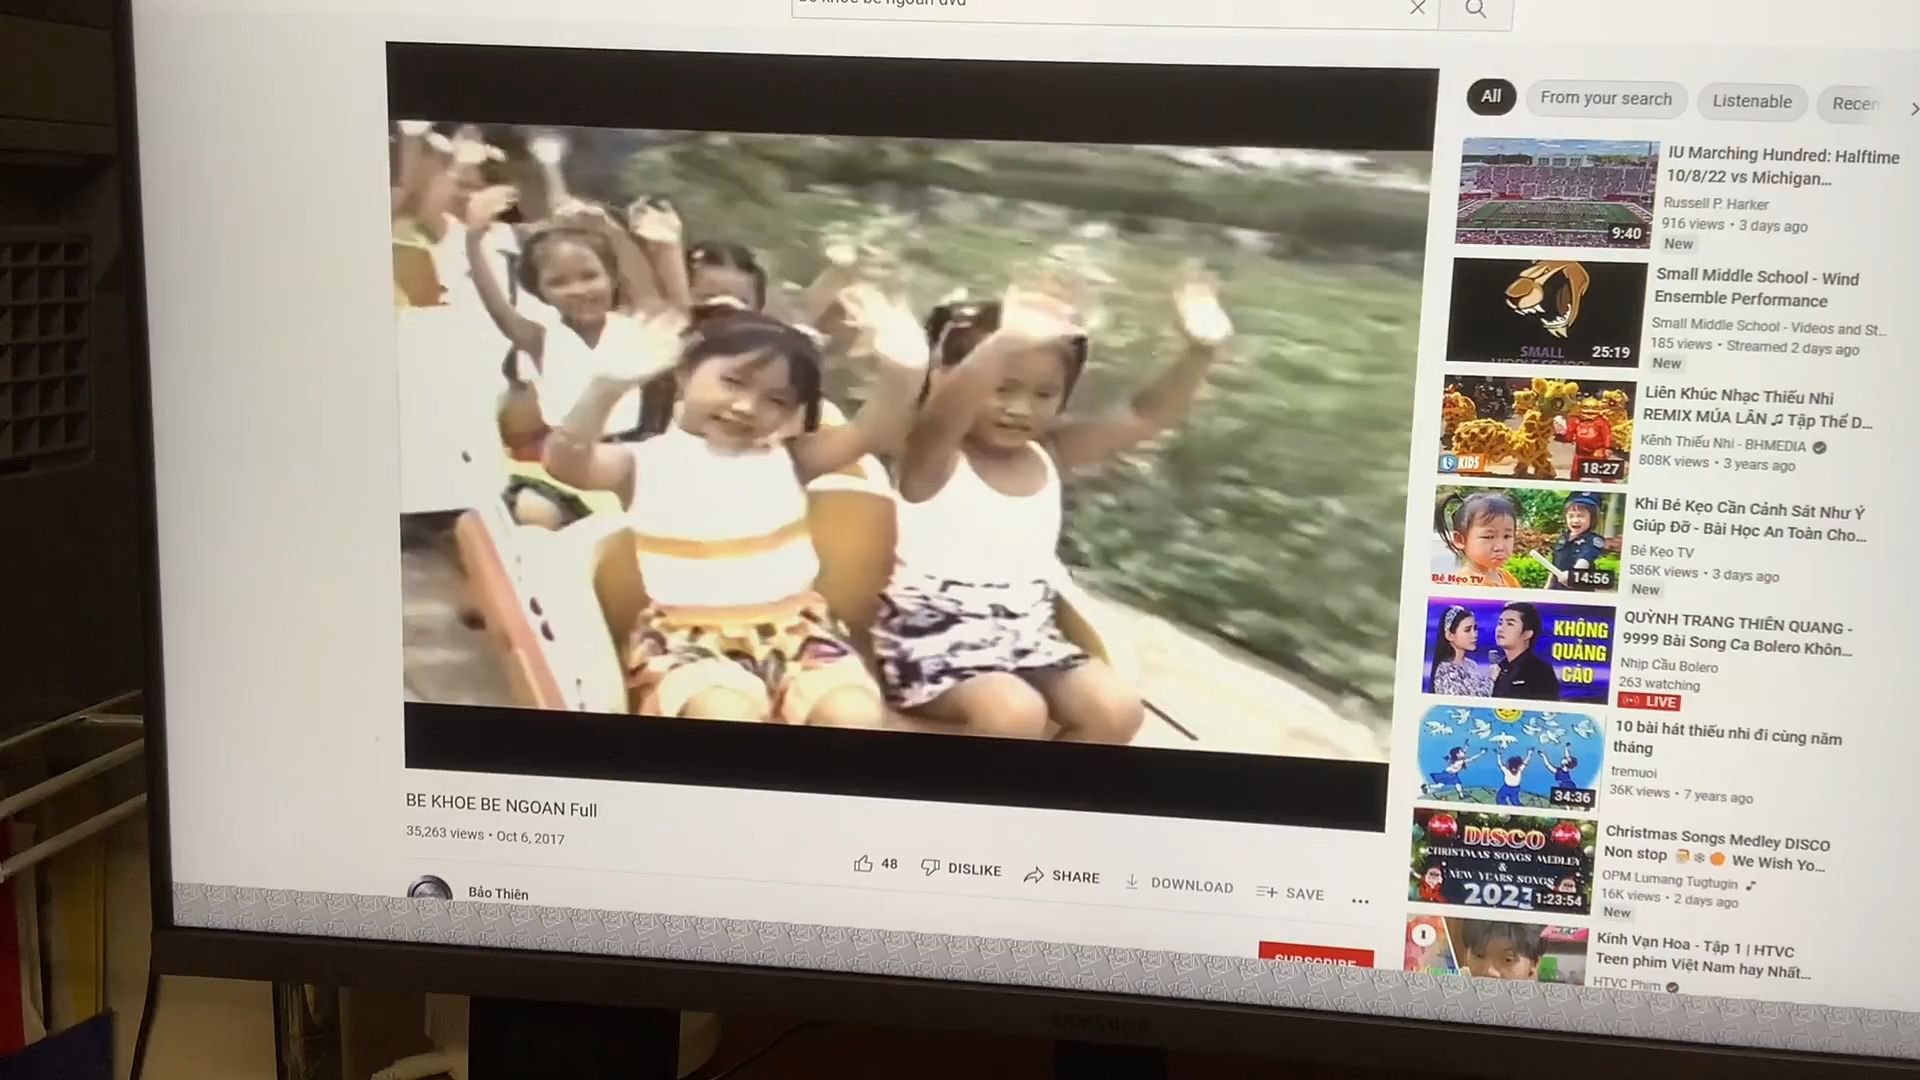 be khoe be ngoan dvd
All
From your search
Listenable
Recen
IU Marching Hundred: Halftime
10/8/22 vs Michigan...
Russell P. Harker
916 views • 3 days ago
New
9:40
Small Middle School - Wind
Ensemble Performance
Small Middle School - Videos and St...
185 views • Streamed 2 days ago
New
SMALL
25:19
Liên Khúc Nhạc Thiếu Nhi
REMIX MÚA LÂN ♫ Tập Thể D...
Kênh Thiếu Nhi - BHMEDIA
808K views • 3 years ago
KIDS
18:27
Khi Bé Kẹo Cần Cảnh Sát Như Ý
Giúp Đỡ - Bài Học An Toàn Cho...
Bé Kẹo TV
586K views • 3 days ago
New
Bé Kẹo TV
14:56
QUỲNH TRANG THIÊN QUANG -
9999 Bài Song Ca Bolero Khôn...
Nhịp Cầu Bolero
263 watching
LIVE
KHÔNG
QUẢNG
CÁO
10 bài hát thiếu nhi đi cùng năm
tháng
tremuoi
36K views • 7 years ago
34:36
Christmas Songs Medley DISCO
Non stop 🎅❄🟠 We Wish Yo...
OPM Lumang Tugtugin
16K views • 2 days ago
New
DISCO
CHRISTMAS SONGS MEDLEY
&
NEW YEARS SONGS
2023
1:23:54
Kính Vạn Hoa - Tập 1 | HTVC
Teen phim Việt Nam hay Nhất...
HTVC Phim
BE KHOE BE NGOAN Full
35,263 views • Oct 6, 2017
48
DISLIKE
SHARE
DOWNLOAD
SAVE
...
Bảo Thiên
SUBSCRIBE
SAMSUNG